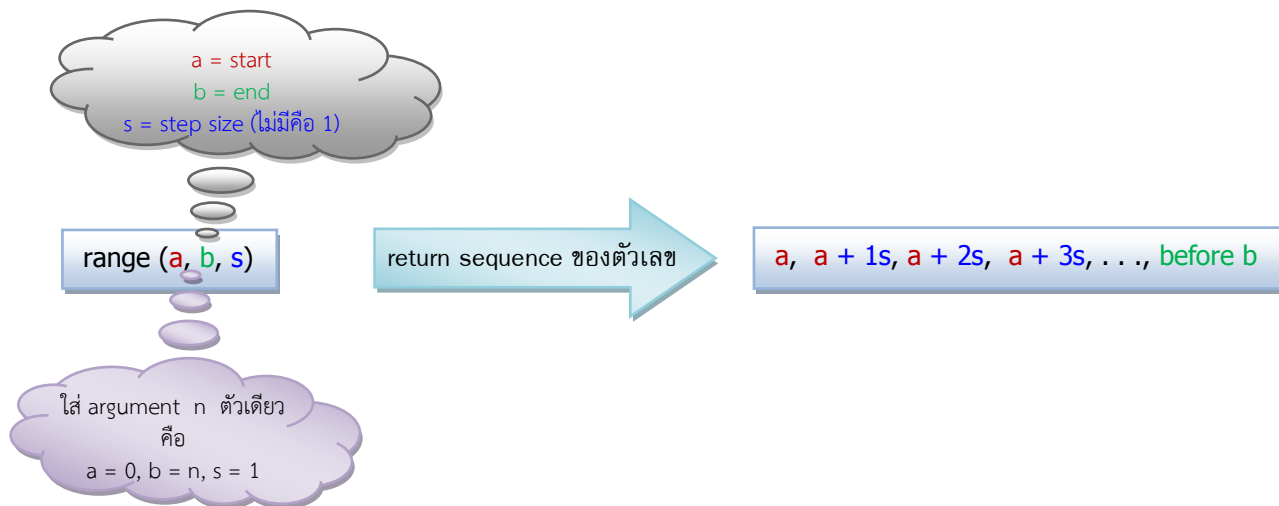 a = start
b = end
s = step size (ไม่มีคือ 1)
range (a, b, s)
return sequence ของตัวเลข
a, a + 1s, a + 2s, a + 3s, . . ., before b
ใส่ argument n ตัวเดียว
คือ
a = 0, b = n, s = 1